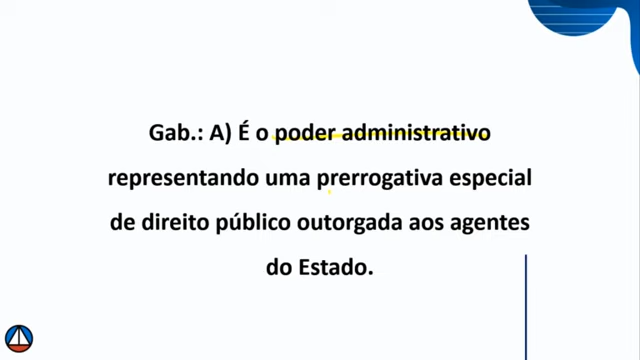 Gab.: A) É o poder administrativo
representando uma prerrogativa especial
de direito público outorgada aos agentes
do Estado.